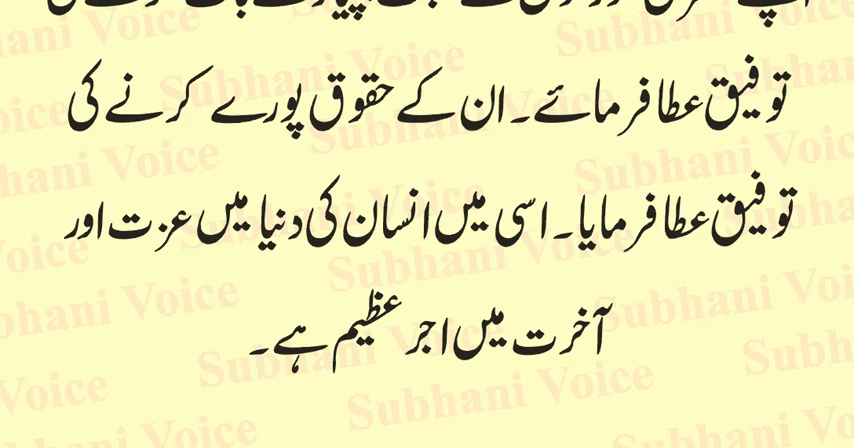 توفیق عطا فرمائے۔ ان کے حقوق پورے کرنے کی
توفیق عطا فرمایا۔ اسی میں انسان کی دنیا میں عزت اور
آخرت میں اجر عظیم ہے۔
Subhani Voice